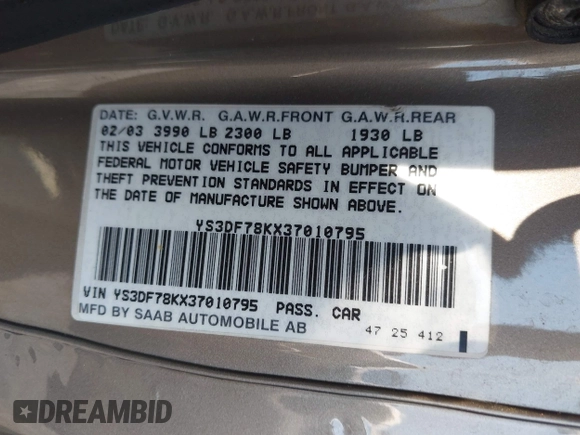 DATE: G.V.W.R. G.A.W.R.FRONT G.A.W.R.REAR
02/03 3990 LB 2300 LB 1930 LB
THIS VEHICLE CONFORMS TO ALL APPLICABLE
FEDERAL MOTOR VEHICLE SAFETY BUMPER AND
THEFT PREVENTION STANDARDS IN EFFECT ON
THE DATE OF MANUFACTURE SHOWN ABOVE.
YS3DF78KX37010795
VIN YS3DF78KX37010795 PASS. CAR
MFD BY SAAB AUTOMOBILE AB
47 25 412
DREAMBID